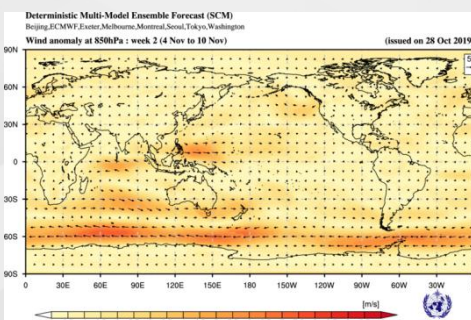 Deterministic Multi-Model Ensemble Forecast (SCM)
Beijing,ECMWF,Exeter,Melbourne,Montreal,Seoul,Tokyo,Washington
Wind anomaly at 850hPa : week 2 (4 Nov to 10 Nov) (issued on 28 Oct 2019
5
90N
60N
30N
0
30S
60S
90S
0 30E 60E 90E 120E 150E 180 150W 120W 90W 60W 30W
[m/s]